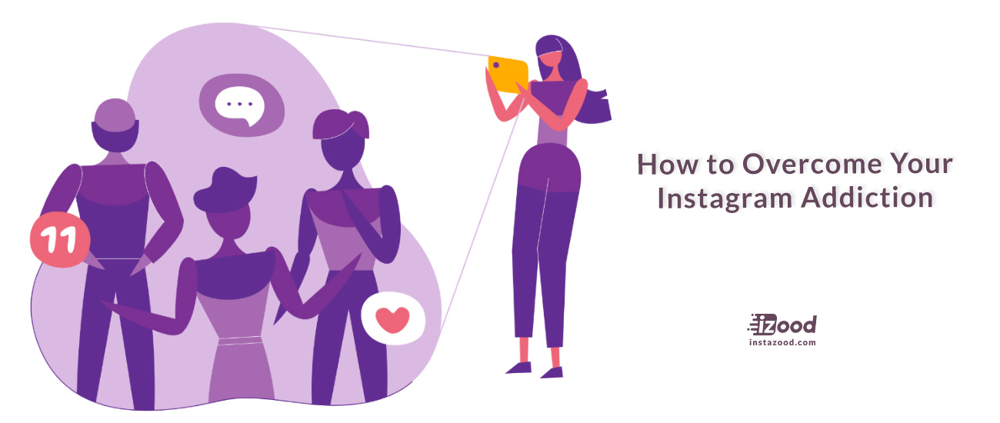 11
How to Overcome Your
Instagram Addiction
izood
instazood.com